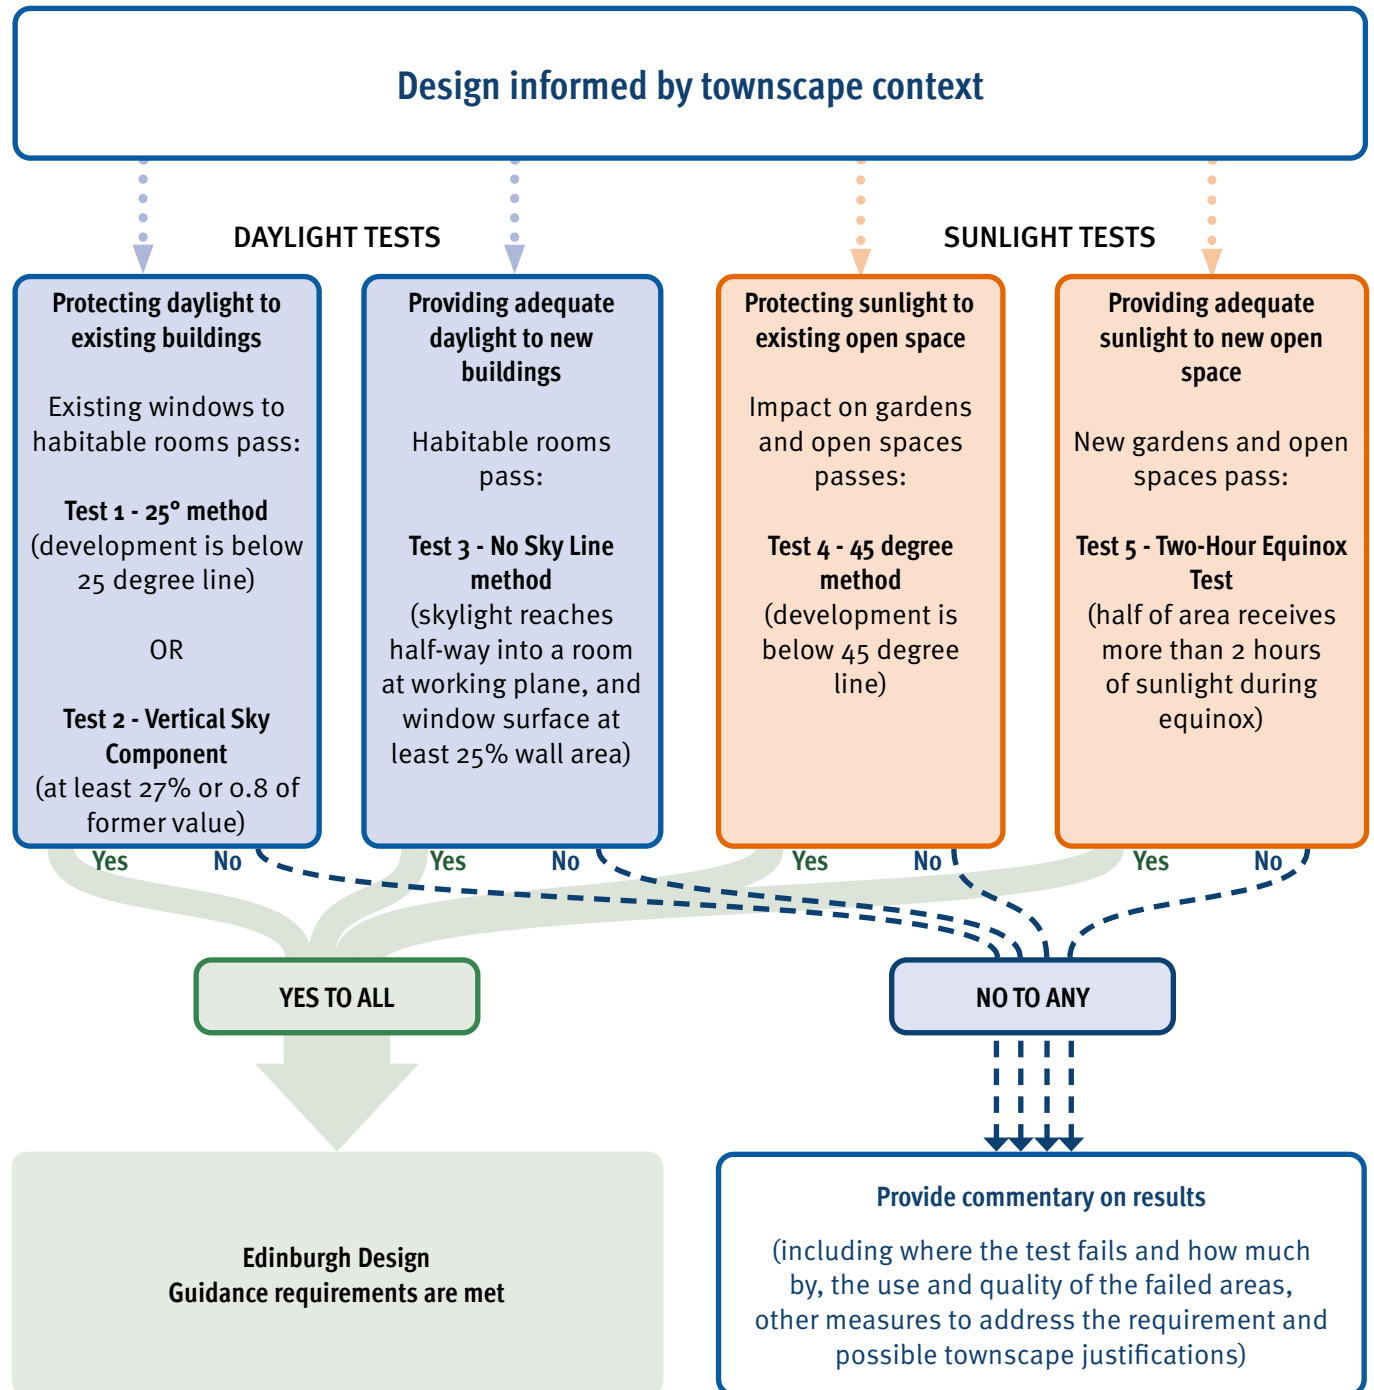 Design informed by townscape context
DAYLIGHT TESTS
SUNLIGHT TESTS
Protecting daylight to
existing buildings
Existing windows to
habitable rooms pass:
Test 1 - 25° method
(development is below
25 degree line)
OR
Test 2 - Vertical Sky
Component
(at least 27% or 0.8 of
former value)
Yes
No
Providing adequate
daylight to new
buildings
Habitable rooms
pass:
Test 3 - No Sky Line
method
(skylight reaches
half-way into a room
at working plane, and
window surface at
least 25% wall area)
Yes
No
Protecting sunlight to
existing open space
Impact on gardens
and open spaces
passes:
Test 4 - 45 degree
method
(development is
below 45 degree
line)
Yes
No
Providing adequate
sunlight to new open
space
New gardens and open
spaces pass:
Test 5 - Two-Hour Equinox
Test
(half of area receives
more than 2 hours
of sunlight during
equinox)
Yes
No
YES TO ALL
NO TO ANY
Edinburgh Design
Guidance requirements are met
Provide commentary on results
(including where the test fails and how much
by, the use and quality of the failed areas,
other measures to address the requirement and
possible townscape justifications)